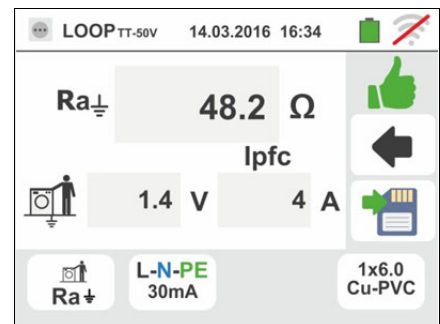 LOOP TT-50V 14.03.2016 16:34
Ra 48.2 Ω
Ipfc
1.4 V 4 A
L-N-PE 1x6.0
Ra 30mA Cu-PVC